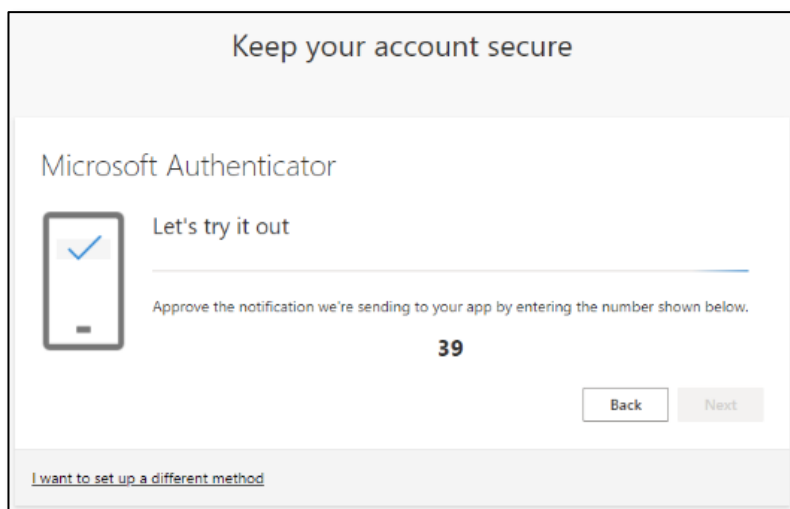 Keep your account secure
Microsoft Authenticator
Let's try it out
Approve the notification we're sending to your app by entering the number shown below.
39
Back
Next
I want to set up a different method